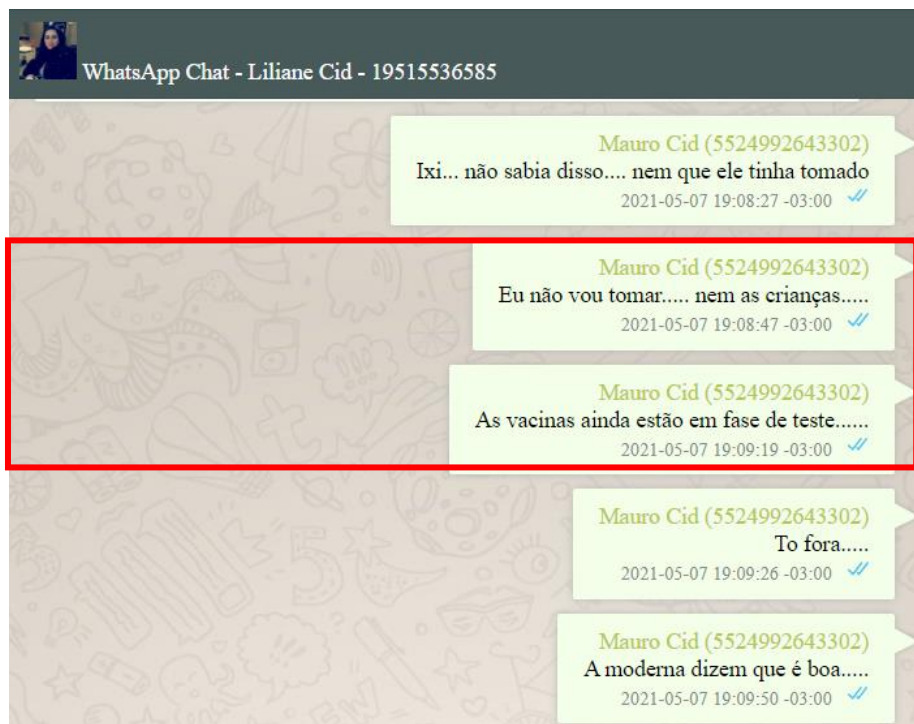 WhatsApp Chat - Liliane Cid - 19515536585
Mauro Cid (5524992643302)
Ixi... não sabia disso.... nem que ele tinha tomado
2021-05-07 19:08:27 -03:00
Mauro Cid (5524992643302)
Eu não vou tomar..... nem as crianças.....
2021-05-07 19:08:47 -03:00
Mauro Cid (5524992643302)
As vacinas ainda estão em fase de teste......
2021-05-07 19:09:19 -03:00
Mauro Cid (5524992643302)
To fora.....
2021-05-07 19:09:26 -03:00
Mauro Cid (5524992643302)
A moderna dizem que é boa.....
2021-05-07 19:09:50 -03:00